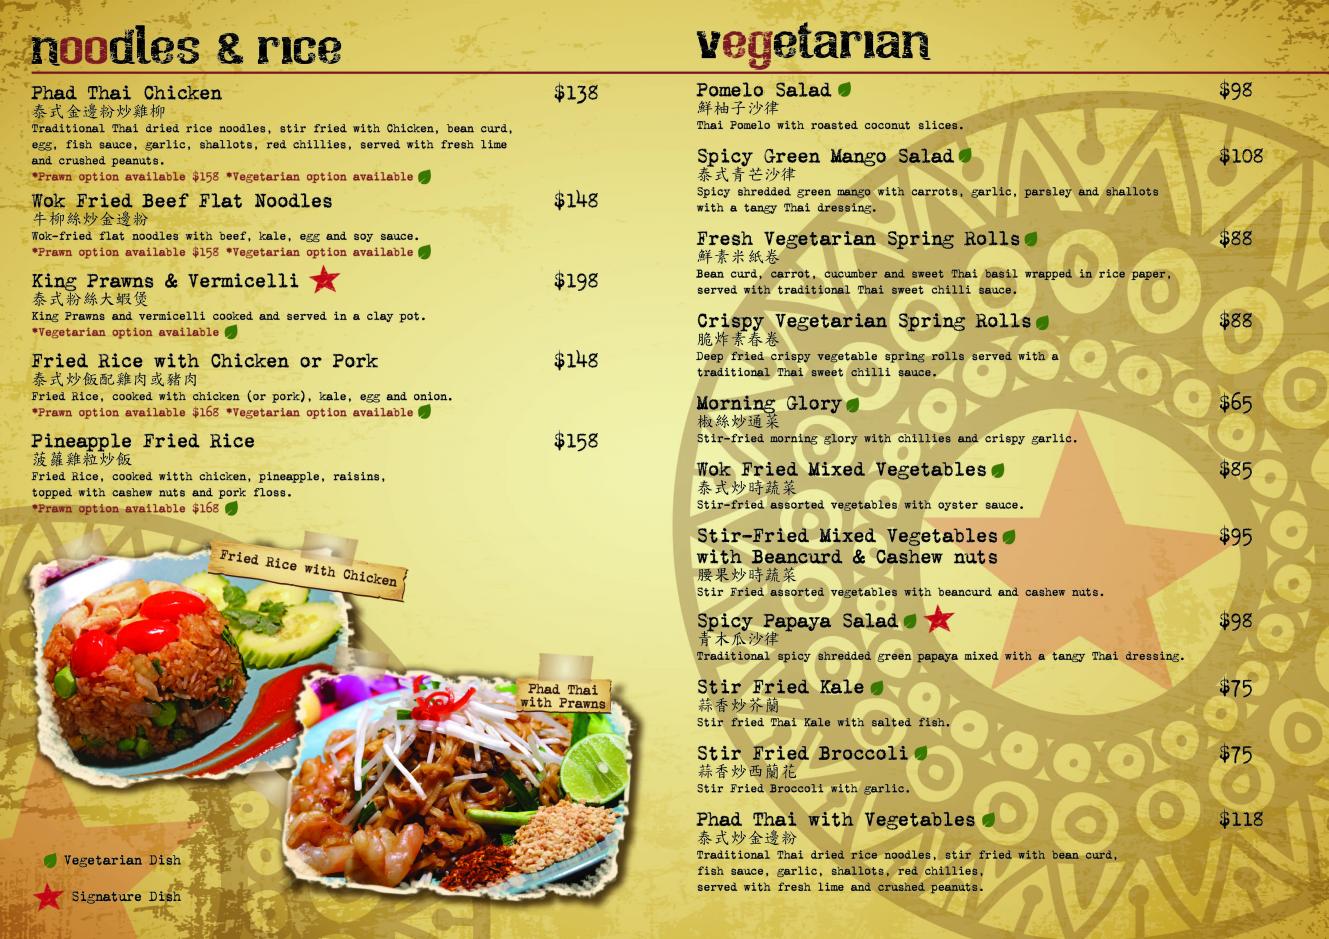 noodles & rice
Phad Thai Chicken $138
泰式金邊粉炒雞柳
Traditional Thai dried rice noodles, stir fried with Chicken, bean curd,
egg, fish sauce, garlic, shallots, red chillies, served with fresh lime
and crushed peanuts.
*Prawn option available $158 *Vegetarian option available
Wok Fried Beef Flat Noodles $148
牛柳絲炒金邊粉
Wok-fried flat noodles with beef, kale, egg and soy sauce.
*Prawn option available $158 *Vegetarian option available
King Prawns & Vermicelli $198
泰式粉絲大蝦煲
King Prawns and vermicelli cooked and served in a clay pot.
*Vegetarian option available
Fried Rice with Chicken or Pork $148
泰式炒飯配雞肉或豬肉
Fried Rice, cooked with chicken (or pork), kale, egg and onion.
*Prawn option available $168 *Vegetarian option available
Pineapple Fried Rice $158
菠蘿雞粒炒飯
Fried Rice, cooked witth chicken, pineapple, raisins,
topped with cashew nuts and pork floss.
*Prawn option available $168
Fried Rice with Chicken
Phad Thai
with Prawns
Vegetarian Dish
Signature Dish
vegetarian
Pomelo Salad $98
鮮柚子沙律
Thai Pomelo with roasted coconut slices.
Spicy Green Mango Salad $108
泰式青芒沙律
Spicy shredded green mango with carrots, garlic, parsley and shallots
with a tangy Thai dressing.
Fresh Vegetarian Spring Rolls $88
鮮素米紙卷
Bean curd, carrot, cucumber and sweet Thai basil wrapped in rice paper,
served with traditional Thai sweet chilli sauce.
Crispy Vegetarian Spring Rolls $88
脆炸素春卷
Deep fried crispy vegetable spring rolls served with a
traditional Thai sweet chilli sauce.
Morning Glory $65
椒絲炒通菜
Stir-fried morning glory with chillies and crispy garlic.
Wok Fried Mixed Vegetables $85
泰式炒時蔬菜
Stir-fried assorted vegetables with oyster sauce.
Stir-Fried Mixed Vegetables $95
with Beancurd & Cashew nuts
腰果炒時蔬菜
Stir Fried assorted vegetables with beancurd and cashew nuts.
Spicy Papaya Salad $98
青木瓜沙律
Traditional spicy shredded green papaya mixed with a tangy Thai dressing.
Stir Fried Kale $75
蒜香炒芥蘭
Stir fried Thai Kale with salted fish.
Stir Fried Broccoli $75
蒜香炒西蘭花
Stir Fried Broccoli with garlic.
Phad Thai with Vegetables $118
泰式炒金邊粉
Traditional Thai dried rice noodles, stir fried with bean curd,
fish sauce, garlic, shallots, red chillies,
served with fresh lime and crushed peanuts.